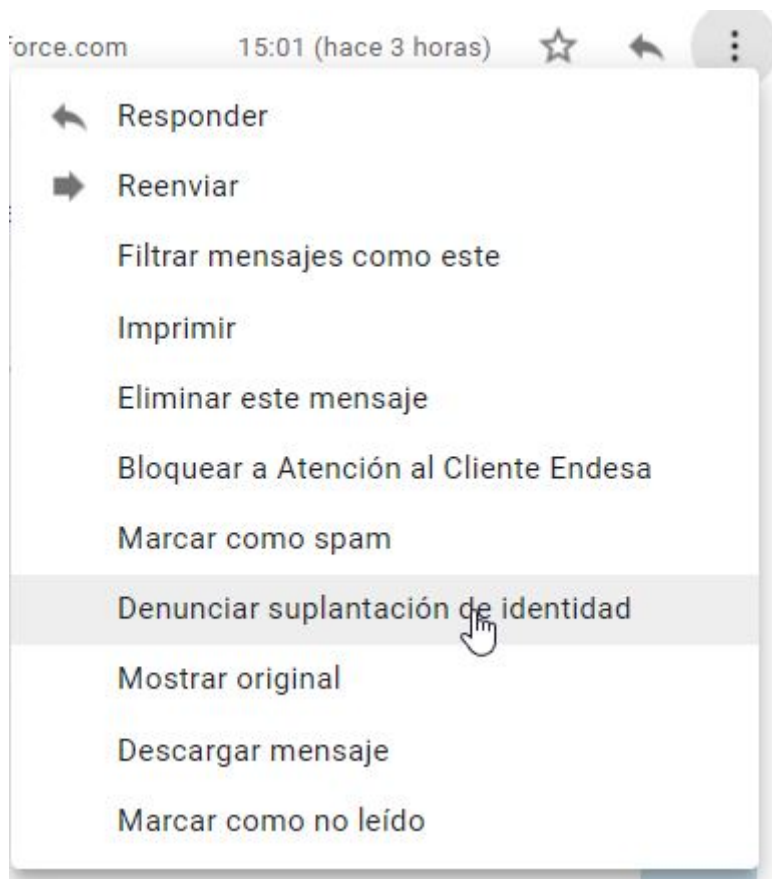 force.com 15:01 (hace 3 horas)
Responder
Reenviar
Filtrar mensajes como este
Imprimir
Eliminar este mensaje
Bloquear a Atención al Cliente Endesa
Marcar como spam
Denunciar suplantación de identidad
Mostrar original
Descargar mensaje
Marcar como no leído